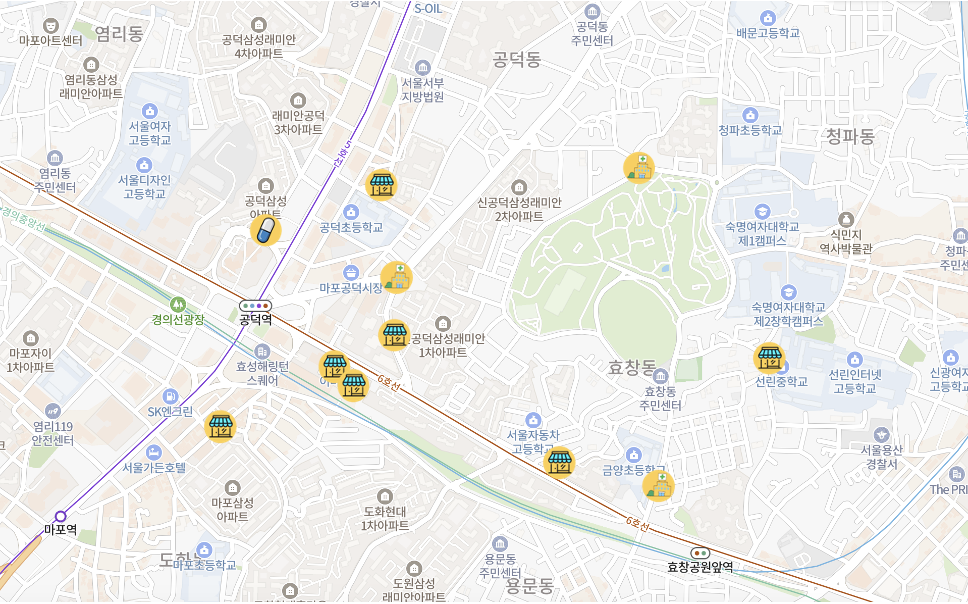 경찰서
S-OIL
마포아트센터
염리동
공덕삼성래미안
4차아파트
공덕동
주민센터
배문고등학교
공덕동
염리동삼성
래미안아파트
서울서부
지방법원
래미안공덕
3차아파트
서울여자
고등학교
청파초등학교
청파동
5호선
염리동
주민센터
서울디자인
고등학교
공덕삼성
아파트
신공덕삼성래미안
2차아파트
공덕초등학교
숙명여자대학교
제1캠퍼스
식민지
역사박물관
청파
주민센
경의중앙선
마포공덕시장
경의선광장
공덕역
숙명여자대학교
제2창학캠퍼스
공덕삼성래미안
1차아파트
마포자이
1차아파트
효성해링턴
스퀘어
6호선
효창동
효창동
주민센터
선린중학교
선린인터넷
고등학교
신광여자
고등학교
SK엔크린
염리119
안전센터
서울자동차
고등학교
서울가든호텔
금양초등학교
서울용산
경찰서
마포삼성
아파트
도화현대
1차아파트
The PRI
마포역
6호선
도화동
마포초등학교
용문동
주민센터
효창공원앞역
도원삼성
래미안아파트
용문동